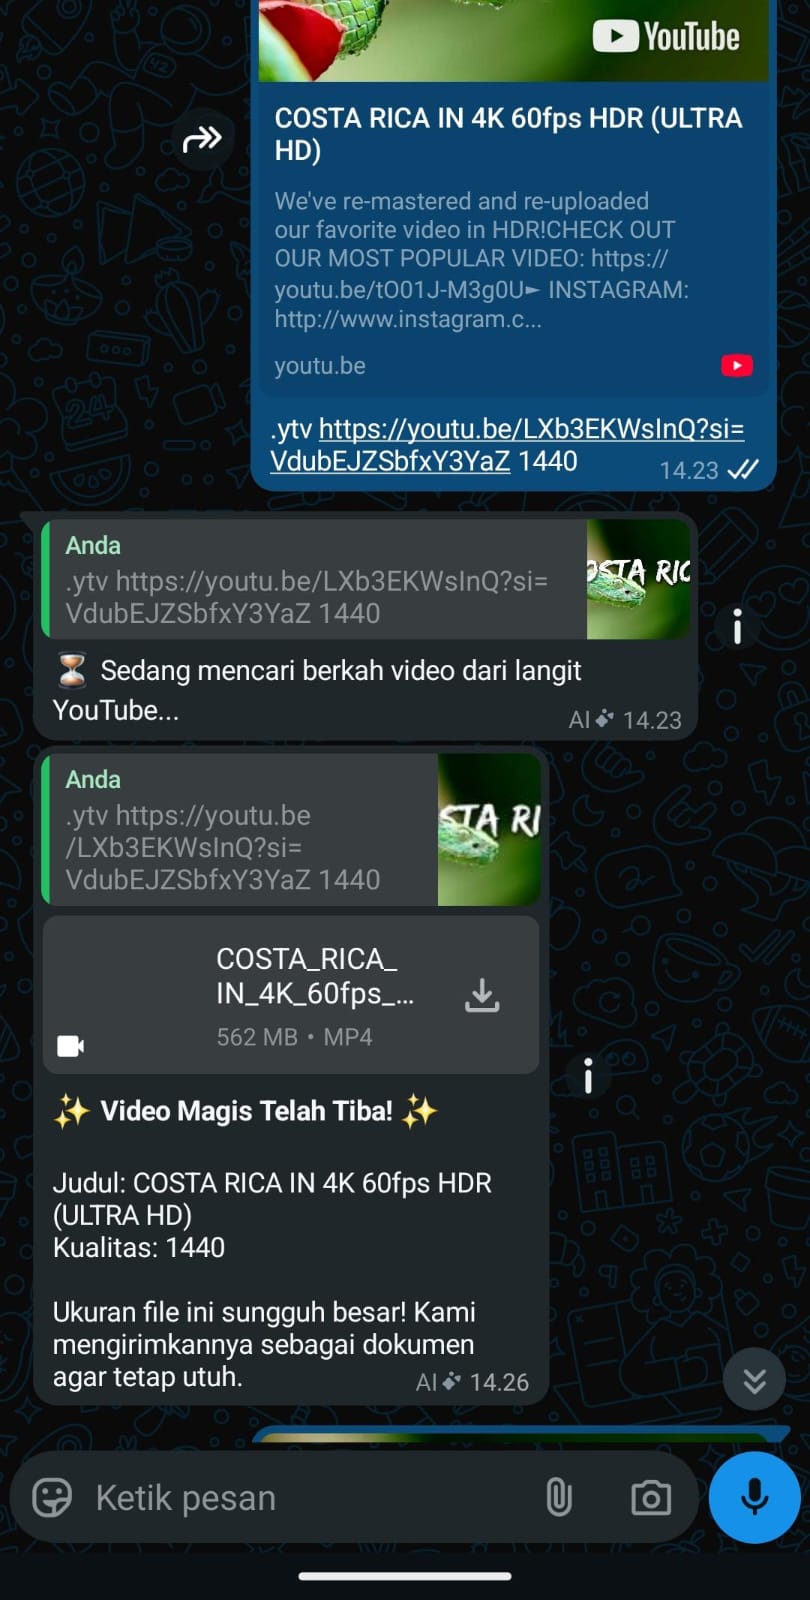 YouTube
COSTA RICA IN 4K 60fps HDR (ULTRA
HD)
We've re-mastered and re-uploaded
our favorite video in HDR!CHECK OUT
OUR MOST POPULAR VIDEO: https://
youtu.be/tO01J-M3g0U► INSTAGRAM:
http://www.instagram.c...
youtu.be
.ytv https://youtu.be/LXb3EKWsInQ?si=
VdubEJZSbfxY3YaZ 1440
14.23
Anda
.ytv https://youtu.be/LXb3EKWsInQ?si=
VdubEJZSbfxY3YaZ 1440
OSTA RIC
⏳ Sedang mencari berkah video dari langit
YouTube...
AI 14.23
Anda
.ytv https://youtu.be
/LXb3EKWsInQ?si=
VdubEJZSbfxY3YaZ 1440
STA RI
COSTA_RICA_
IN_4K_60fps_...
562 MB • MP4
✨ Video Magis Telah Tiba! ✨
Judul: COSTA RICA IN 4K 60fps HDR
(ULTRA HD)
Kualitas: 1440
Ukuran file ini sungguh besar! Kami
mengirimkannya sebagai dokumen
agar tetap utuh.
AI 14.26
Ketik pesan